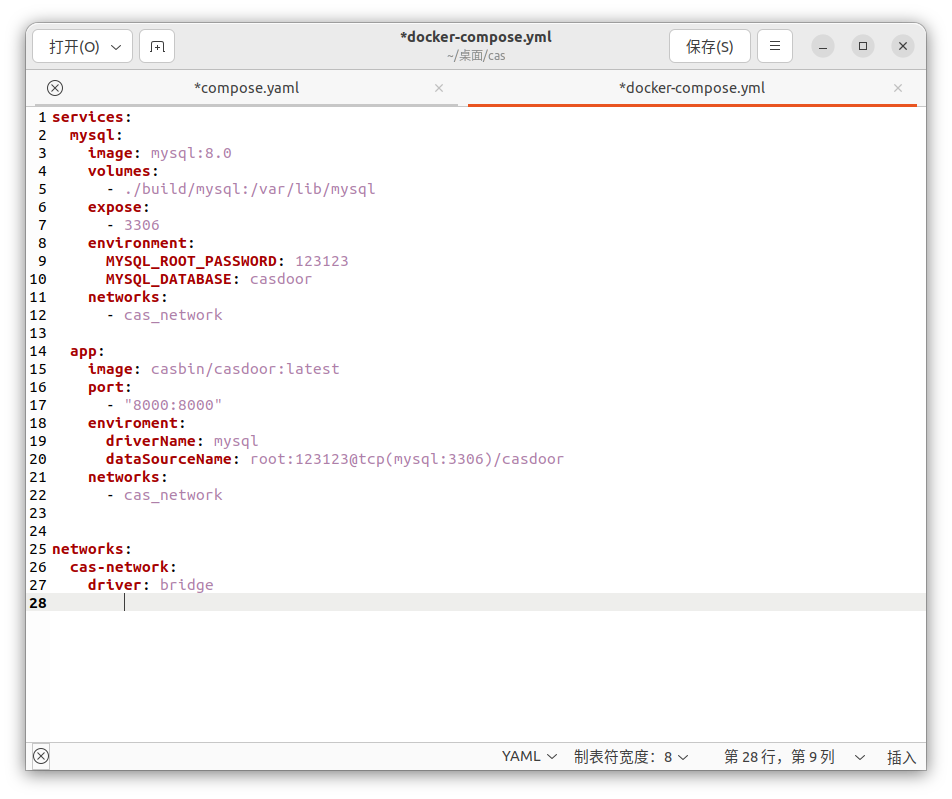 打开(O)
*docker-compose.yml
~/桌面/cas
保存(S)
*compose.yaml
*docker-compose.yml
1 services:
2   mysql:
3     image: mysql:8.0
4     volumes:
5       - ./build/mysql:/var/lib/mysql
6     expose:
7       - 3306
8     environment:
9       MYSQL_ROOT_PASSWORD: 123123
10       MYSQL_DATABASE: casdoor
11     networks:
12       - cas_network
13
14   app:
15     image: casbin/casdoor:latest
16     port:
17       - "8000:8000"
18     enviroment:
19       driverName: mysql
20       dataSourceName: root:123123@tcp(mysql:3306)/casdoor
21     networks:
22       - cas_network
23
24
25 networks:
26   cas-network:
27     driver: bridge
28
YAML 制表符宽度：8 第 28 行，第 9 列 插入